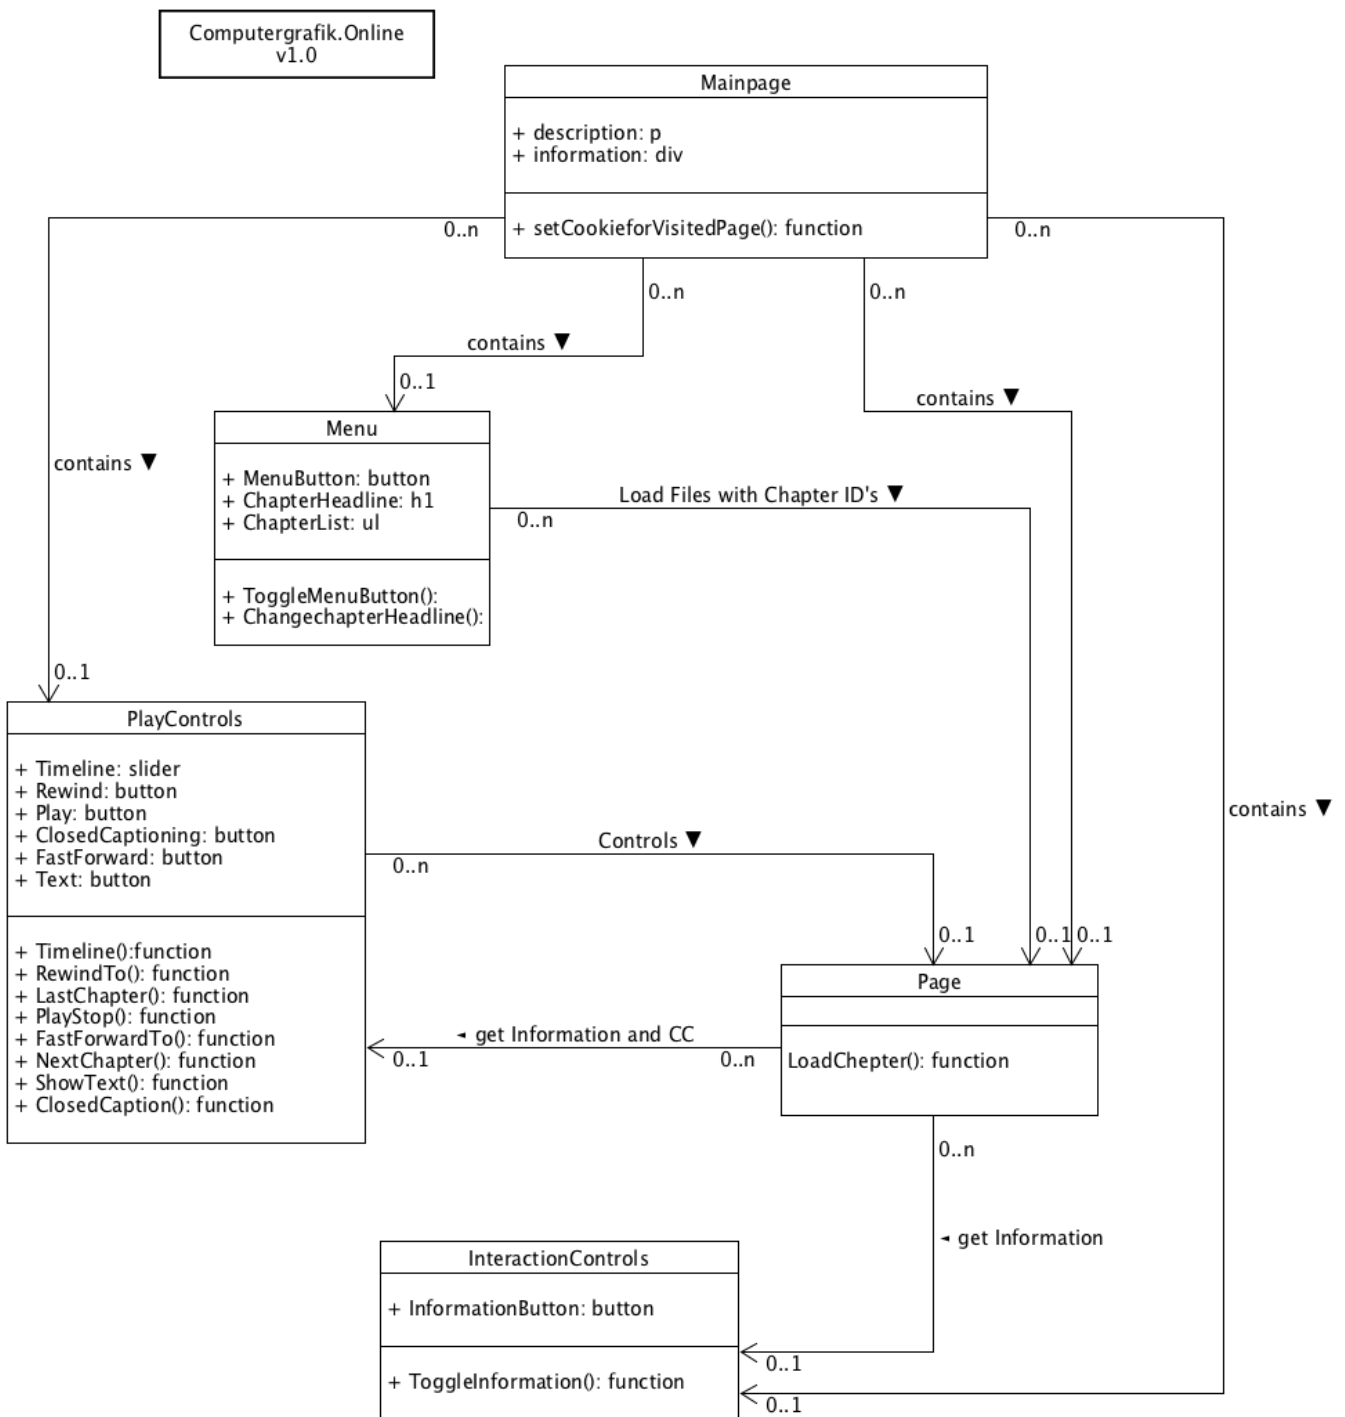 Computergrafik.Online
v1.0
Mainpage
+ description: p
+ information: div
+ setCookieforVisitedPage(): function
0..n
0..n
0..n
0..n
contains ▼
0..1
contains ▼
Menu
+ MenuButton: button
+ ChapterHeadline: h1
+ ChapterList: ul
+ ToggleMenuButton():
+ ChangechapterHeadline():
contains ▼
Load Files with Chapter ID's ▼
0..n
0..1
PlayControls
+ Timeline: slider
+ Rewind: button
+ Play: button
+ ClosedCaptioning: button
+ FastForward: button
+ Text: button
+ Timeline():function
+ RewindTo(): function
+ LastChapter(): function
+ PlayStop(): function
+ FastForwardTo(): function
+ NextChapter(): function
+ ShowText(): function
+ ClosedCaption(): function
contains ▼
Controls ▼
0..n
0..1
0..1
0..1
Page
LoadChepter(): function
◄ get Information and CC
0..1
0..n
0..n
◄ get Information
InteractionControls
+ InformationButton: button
+ ToggleInformation(): function
0..1
0..1